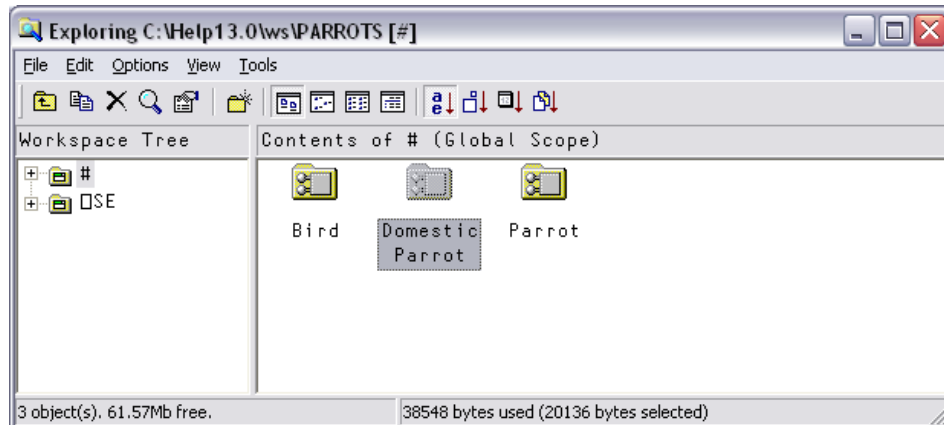 Exploring C:\Help13.0\ws\PARROTS [#]
File Edit Options View Tools
Workspace Tree
Contents of # (Global Scope)
#
⎕SE
Bird
Domestic
Parrot
Parrot
3 object(s). 61.57Mb free.
38548 bytes used (20136 bytes selected)